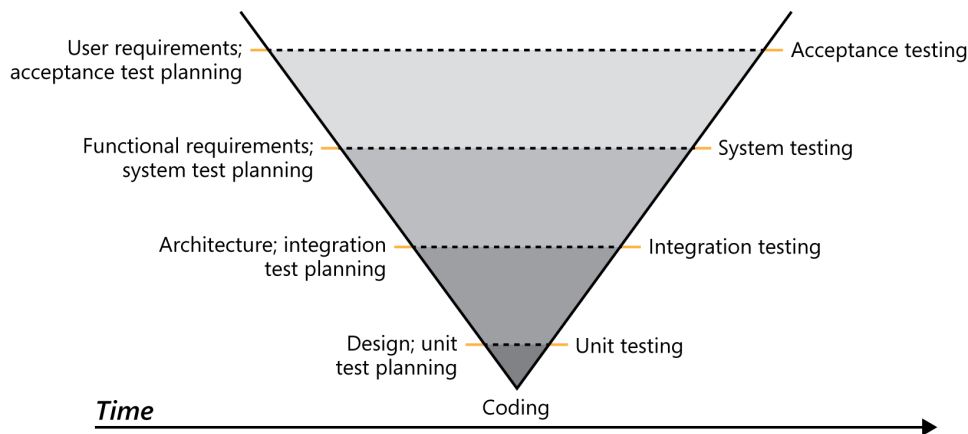 User requirements;
acceptance test planning
Acceptance testing
Functional requirements;
system test planning
System testing
Architecture; integration
test planning
Integration testing
Design; unit
test planning
Unit testing
Coding
Time